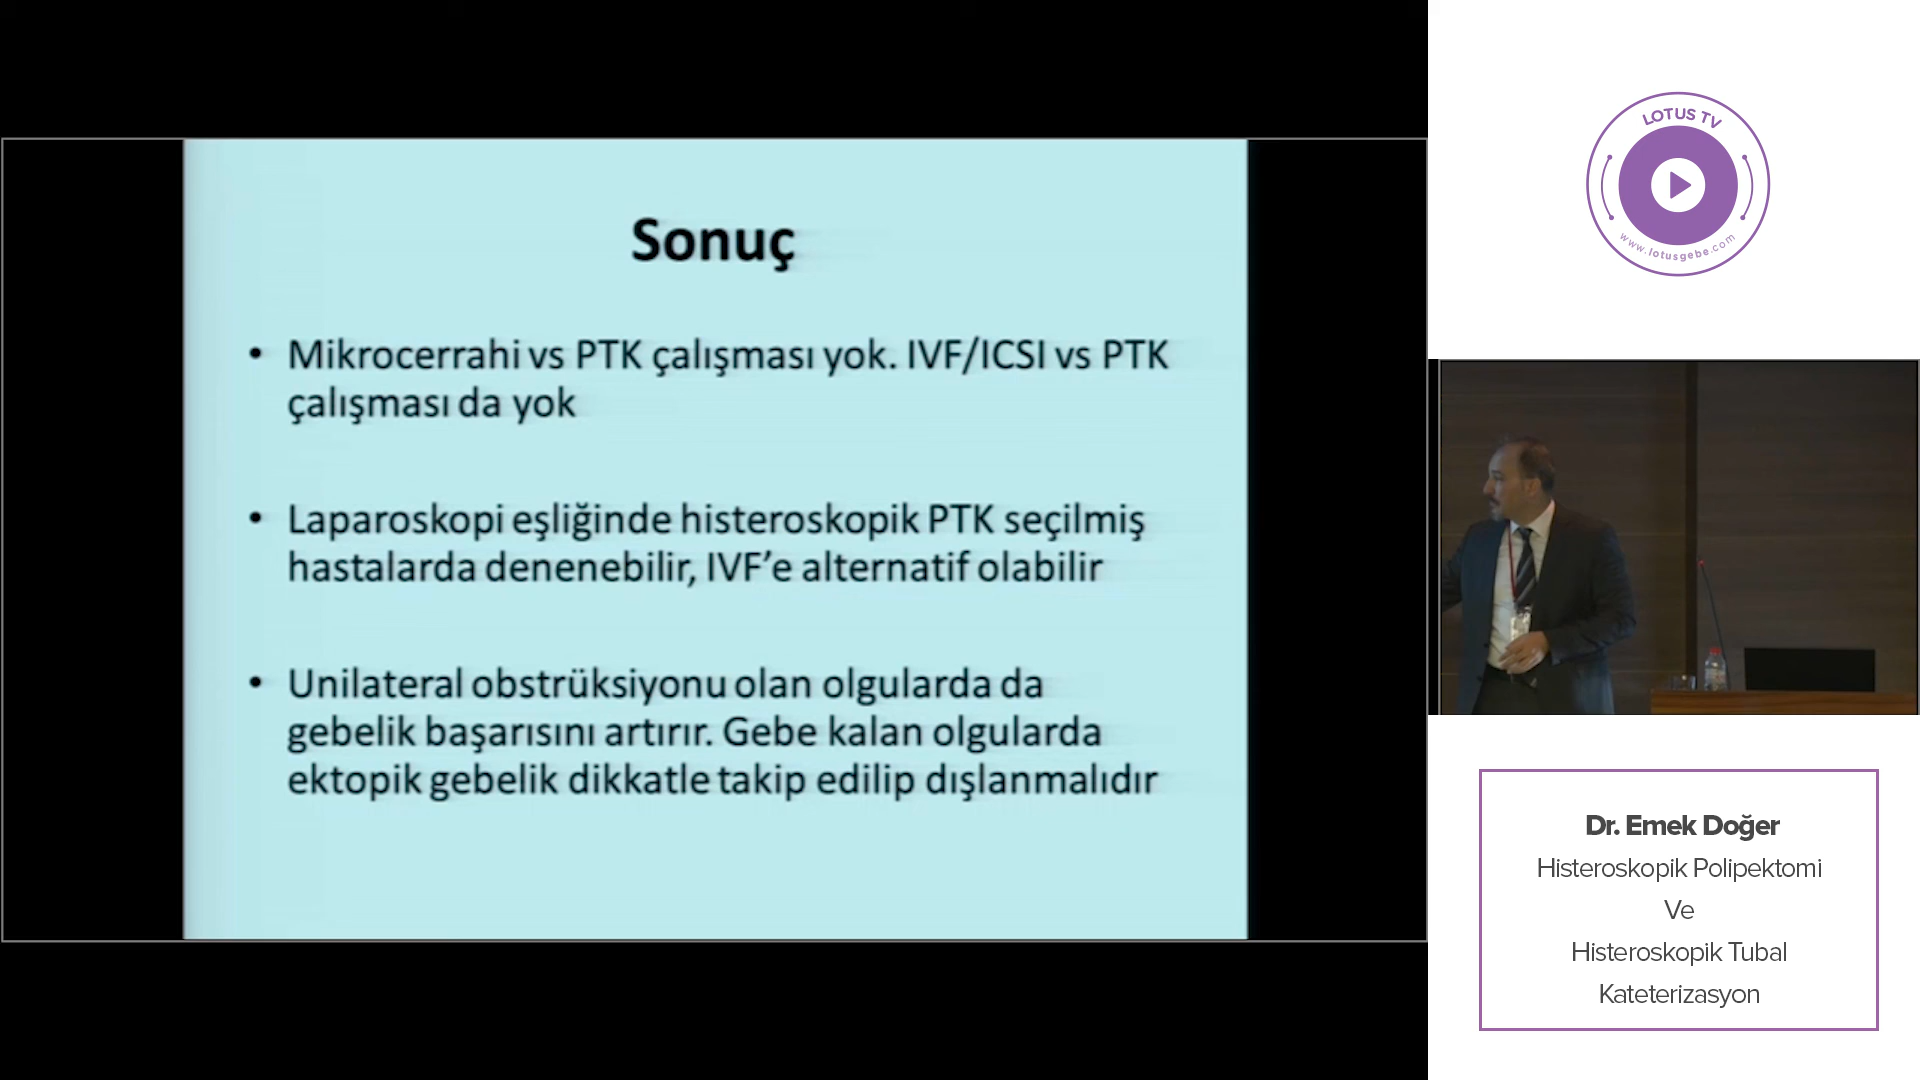 Sonuç
• Mikrocerrahi vs PTK çalışması yok. IVF/ICSI vs PTK
çalışması da yok
• Laparoskopi eşliğinde histeroskopik PTK seçilmiş
hastalarda denenebilir, IVF’e alternatif olabilir
• Unilateral obstrüksiyonu olan olgularda da
gebelik başarısını artırır. Gebe kalan olgularda
ektopik gebelik dikkatle takip edilip dışlanmalıdır
LOTUS TV
www.lotusgebe.com
Dr. Emek Doğer
Histeroskopik Polipektomi
Ve
Histeroskopik Tubal
Kateterizasyon